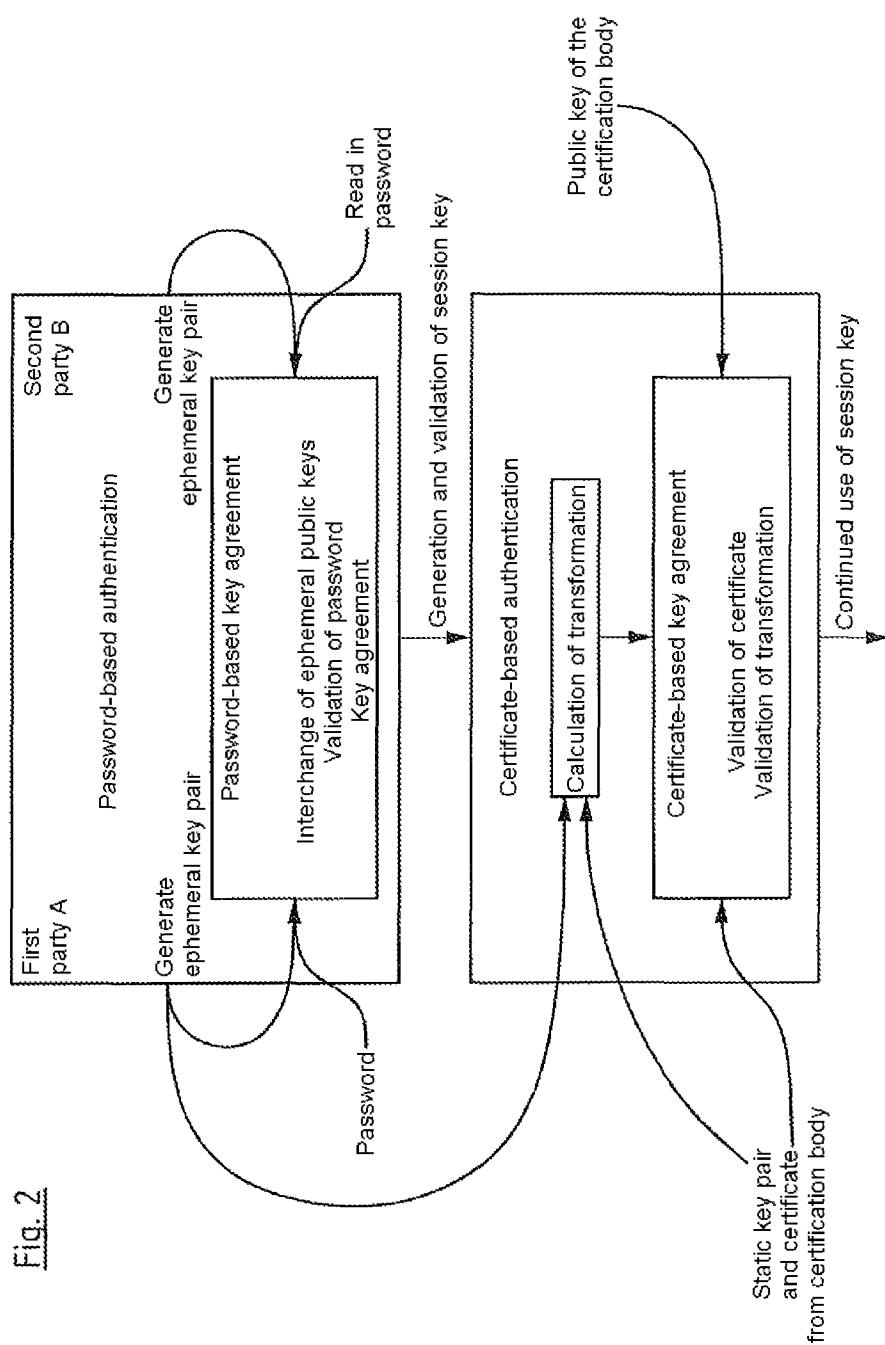 Fig. 2
First
party A
Password-based authentication
Second
party B
Generate
ephemeral key pair
Generate
ephemeral key pair
Password-based key agreement
Interchange of ephemeral public keys
Validation of password
Key agreement
Password
Read in
password
Generation and validation of session key
Certificate-based authentication
Calculation of transformation
Certificate-based key agreement
Validation of certificate
Validation of transformation
Public key of the
certification body
Static key pair
and certificate
from certification body
Continued use of session key